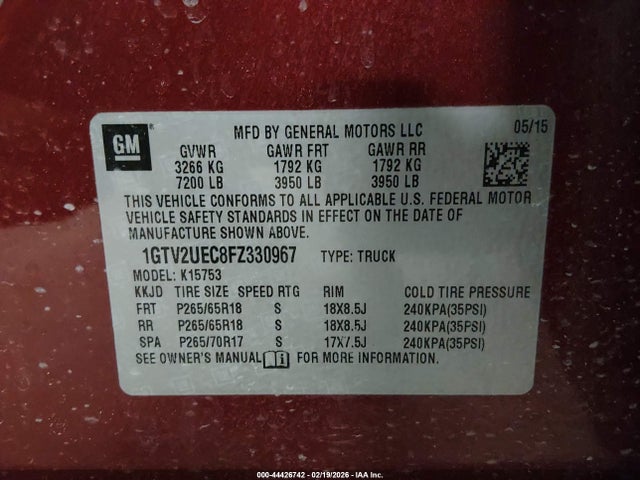 GM
MFD BY GENERAL MOTORS LLC 05/15
GVWR GAWR FRT GAWR RR
3266 KG 1792 KG 1792 KG
7200 LB 3950 LB 3950 LB
THIS VEHICLE CONFORMS TO ALL APPLICABLE U.S. FEDERAL MOTOR
VEHICLE SAFETY STANDARDS IN EFFECT ON THE DATE OF
MANUFACTURE SHOWN ABOVE.
1GTV2UEC8FZ330967 TYPE: TRUCK
MODEL: K15753
KKJD TIRE SIZE SPEED RTG RIM COLD TIRE PRESSURE
FRT P265/65R18 S 18X8.5J 240KPA(35PSI)
RR P265/65R18 S 18X8.5J 240KPA(35PSI)
SPA P265/70R17 S 17X7.5J 240KPA(35PSI)
SEE OWNER'S MANUAL FOR MORE INFORMATION.
000-44426742 / 02/19/2026 - IAA Inc.